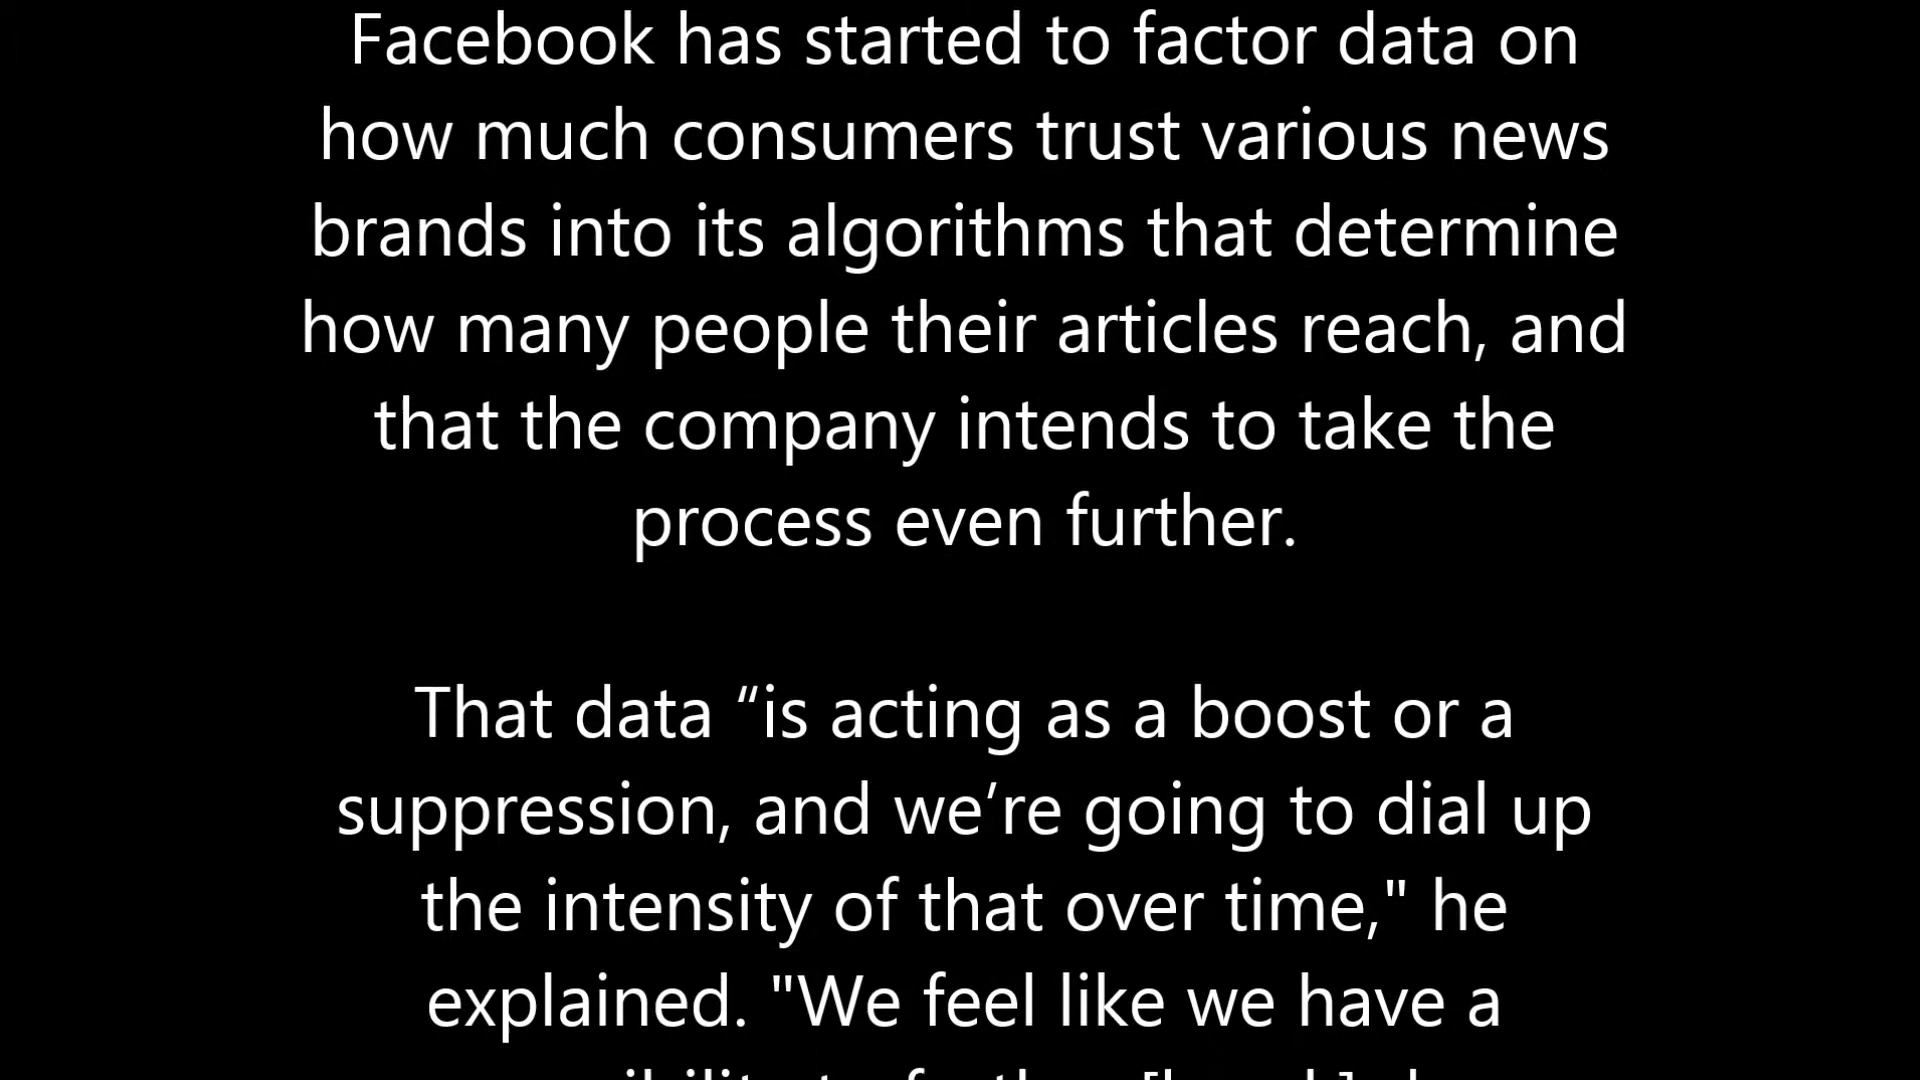 Facebook has started to factor data on
how much consumers trust various news
brands into its algorithms that determine
how many people their articles reach, and
that the company intends to take the
process even further.
That data “is acting as a boost or a
suppression, and we’re going to dial up
the intensity of that over time," he
explained. "We feel like we have a